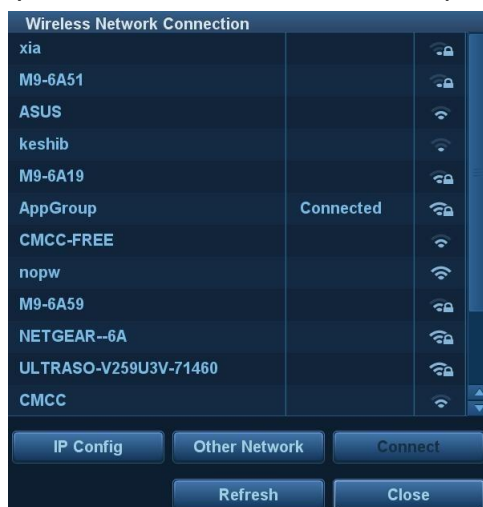 Wireless Network Connection
xia
M9-6A51
ASUS
keshib
M9-6A19
AppGroup Connected
CMCC-FREE
nopw
M9-6A59
NETGEAR--6A
ULTRASO-V259U3V-71460
CMCC
IP Config Other Network Connect
Refresh Close